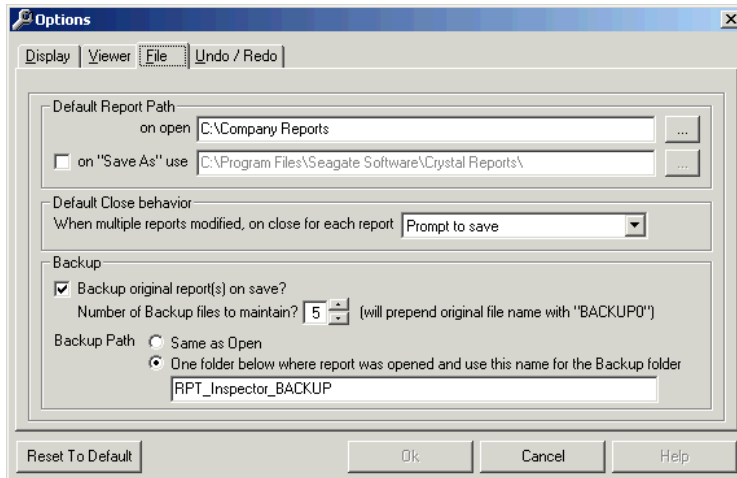 Options
Display Viewer File Undo / Redo
Default Report Path
on open C:\Company Reports ...
on "Save As" use C:\Program Files\Seagate Software\Crystal Reports\ ...
Default Close behavior
When multiple reports modified, on close for each report Prompt to save
Backup
Backup original report(s) on save?
Number of Backup files to maintain? 5 (will prepend original file name with "BACKUP0")
Backup Path Same as Open
One folder below where report was opened and use this name for the Backup folder
RPT_Inspector_BACKUP
Reset To Default Ok Cancel Help